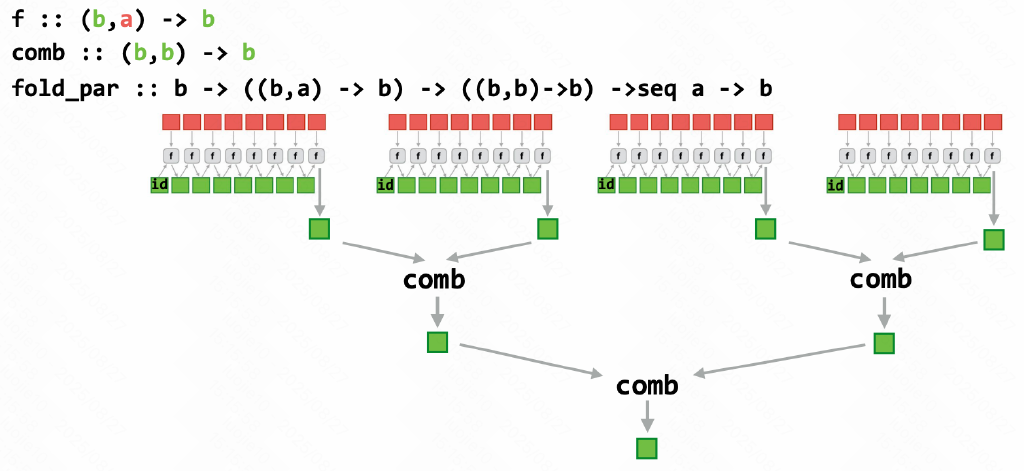 f :: (b,a) -> b
comb :: (b,b) -> b
fold_par :: b -> ((b,a) -> b) -> ((b,b)->b) ->seq a -> b
f f f f f f f f f f f f f f f f f f f f f f f f f f f f f f f f
id id id id
comb comb
comb